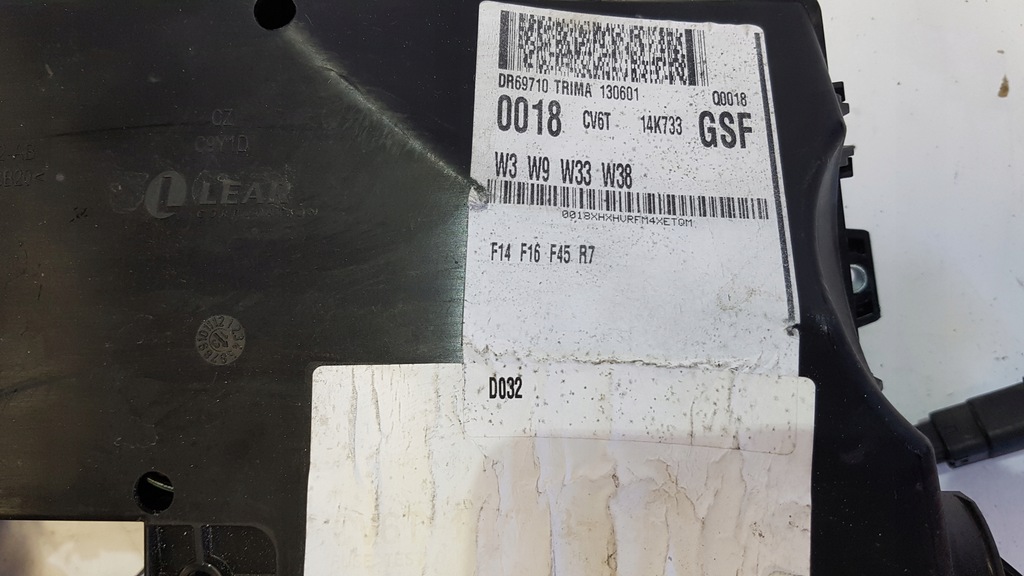 DR69710 TRIMA 130601 Q0018
0018 CV6T 14K733 GSF
W3 W9 W33 W38
0018XHXHVRFM4XETQM
F14 F16 F45 R7
D032
CZ
LEAR